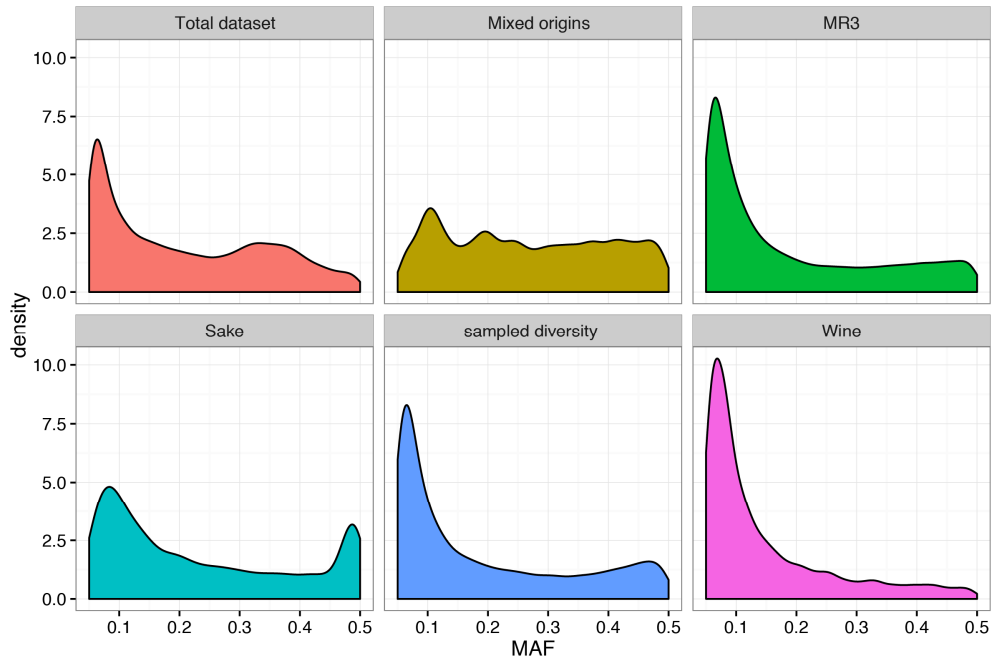 Total dataset
Mixed origins
MR3
10.0
7.5
5.0
2.5
0.0
density
Sake
sampled diversity
Wine
10.0
7.5
5.0
2.5
0.0
0.1 0.2 0.3 0.4 0.5
0.1 0.2 0.3 0.4 0.5
0.1 0.2 0.3 0.4 0.5
MAF